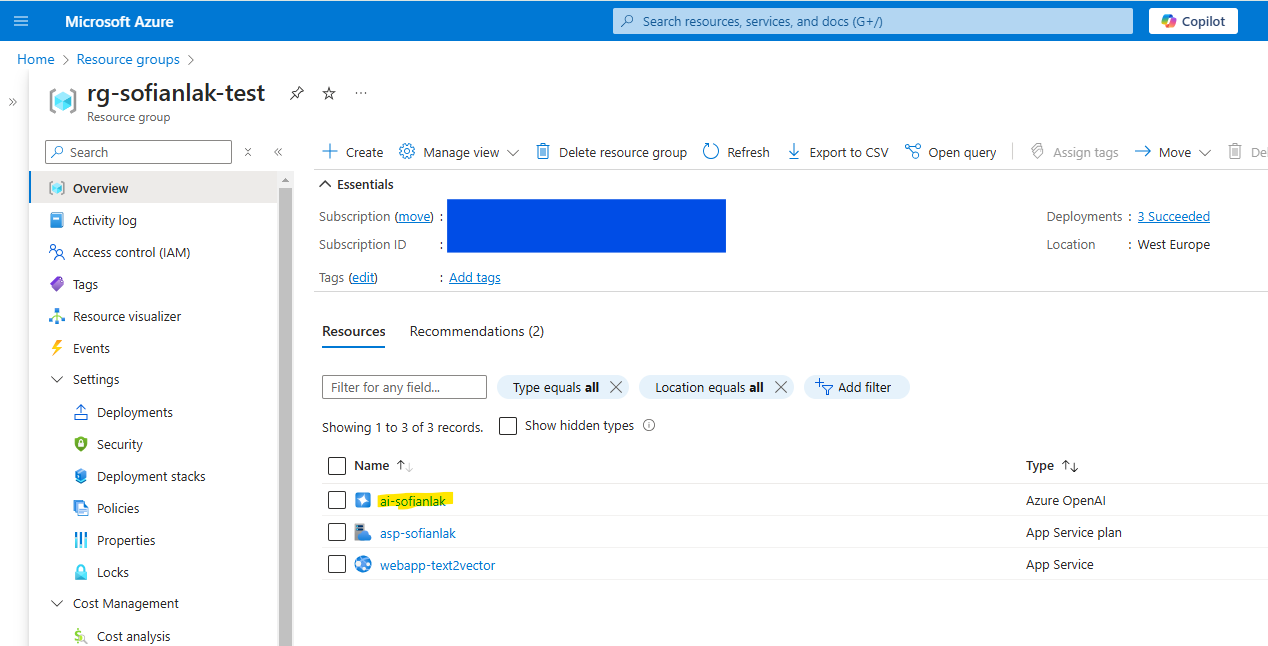 Microsoft Azure
Search resources, services, and docs (G+/)
Copilot
Home > Resource groups >
rg-sofianlak-test
Resource group
Search
Create
Manage view
Delete resource group
Refresh
Export to CSV
Open query
Assign tags
Move
Overview
Activity log
Access control (IAM)
Tags
Resource visualizer
Events
Settings
Deployments
Security
Deployment stacks
Policies
Properties
Locks
Cost Management
Cost analysis
Essentials
Subscription (move) :
Subscription ID :
Tags (edit) : Add tags
Deployments : 3 Succeeded
Location : West Europe
Resources Recommendations (2)
Filter for any field...
Type equals all
Location equals all
Add filter
Showing 1 to 3 of 3 records.
Show hidden types
Name Type
ai-sofianlak Azure OpenAI
asp-sofianlak App Service plan
webapp-text2vector App Service